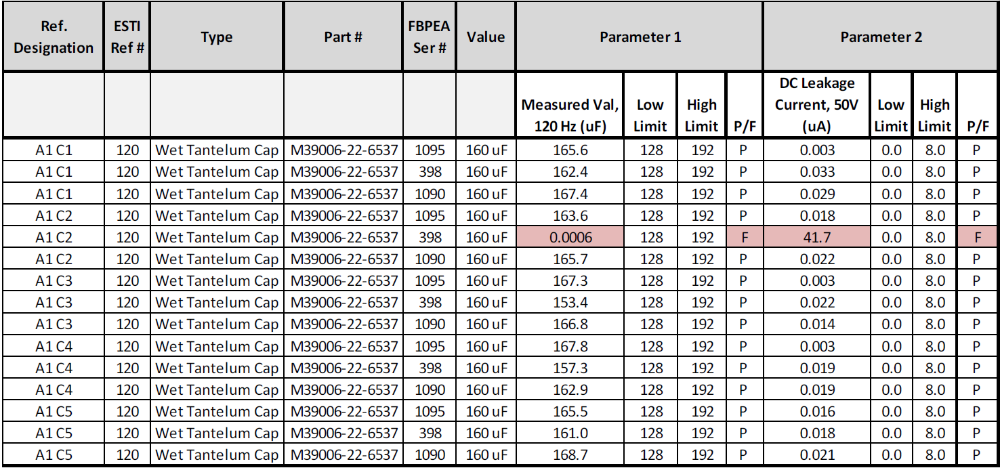 Ref. Designation ESTI Ref # Type Part # FBPEA Ser # Value Parameter 1 Parameter 2
Measured Val, 120 Hz (uF) Low Limit High Limit P/F DC Leakage Current, 50V (uA) Low Limit High Limit P/F
A1 C1 120 Wet Tantelum Cap M39006-22-6537 1095 160 uF 165.6 128 192 P 0.003 0.0 8.0 P
A1 C1 120 Wet Tantelum Cap M39006-22-6537 398 160 uF 162.4 128 192 P 0.033 0.0 8.0 P
A1 C1 120 Wet Tantelum Cap M39006-22-6537 1090 160 uF 167.4 128 192 P 0.029 0.0 8.0 P
A1 C2 120 Wet Tantelum Cap M39006-22-6537 1095 160 uF 163.6 128 192 P 0.018 0.0 8.0 P
A1 C2 120 Wet Tantelum Cap M39006-22-6537 398 160 uF 0.0006 128 192 F 41.7 0.0 8.0 F
A1 C2 120 Wet Tantelum Cap M39006-22-6537 1090 160 uF 165.7 128 192 P 0.022 0.0 8.0 P
A1 C3 120 Wet Tantelum Cap M39006-22-6537 1095 160 uF 167.3 128 192 P 0.003 0.0 8.0 P
A1 C3 120 Wet Tantelum Cap M39006-22-6537 398 160 uF 153.4 128 192 P 0.022 0.0 8.0 P
A1 C3 120 Wet Tantelum Cap M39006-22-6537 1090 160 uF 166.8 128 192 P 0.014 0.0 8.0 P
A1 C4 120 Wet Tantelum Cap M39006-22-6537 1095 160 uF 167.8 128 192 P 0.003 0.0 8.0 P
A1 C4 120 Wet Tantelum Cap M39006-22-6537 398 160 uF 157.3 128 192 P 0.019 0.0 8.0 P
A1 C4 120 Wet Tantelum Cap M39006-22-6537 1090 160 uF 162.9 128 192 P 0.019 0.0 8.0 P
A1 C5 120 Wet Tantelum Cap M39006-22-6537 1095 160 uF 165.5 128 192 P 0.016 0.0 8.0 P
A1 C5 120 Wet Tantelum Cap M39006-22-6537 398 160 uF 161.0 128 192 P 0.018 0.0 8.0 P
A1 C5 120 Wet Tantelum Cap M39006-22-6537 1090 160 uF 168.7 128 192 P 0.021 0.0 8.0 P